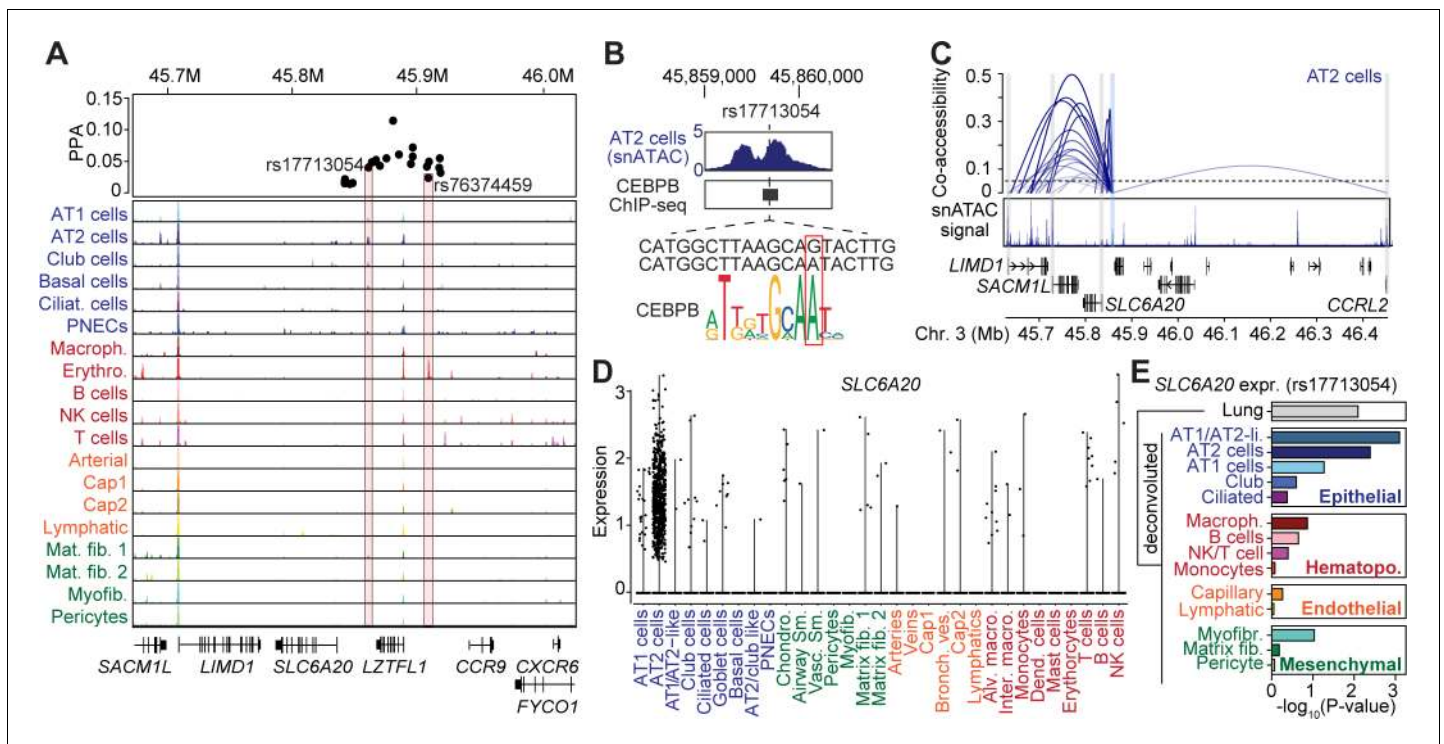 A
45.7M 45.8M 45.9M 46.0M
0.15
0.10
PPA
0.05
0
rs17713054
rs76374459
AT1 cells
AT2 cells
Club cells
Basal cells
Ciliat. cells
PNECs
Macroph.
Erythro.
B cells
NK cells
T cells
Arterial
Cap1
Cap2
Lymphatic
Mat. fib. 1
Mat. fib. 2
Myofib.
Pericytes
SACM1L LIMD1 SLC6A20 LZTFL1 CCR9 CXCR6
FYCO1
B
45,859,000 45,860,000
rs17713054
AT2 cells
(snATAC)
5
0
CEBPB
ChIP-seq
CATGGCTTAAGCAGTACTTG
CATGGCTTAAGCAATACTTG
CEBPB
C
AT2 cells
0.5
0.3
0.1
0
Co-accessibility
snATAC
signal
LIMD1
SACM1L
SLC6A20
CCRL2
Chr. 3 (Mb)
45.7 45.8 45.9 46.0 46.1 46.2 46.3 46.4
D
SLC6A20
3
2
1
0
Expression
AT1 cells
AT2 cells
AT1/AT2-like
Club cells
Ciliated cells
Goblet cells
Basal cells
AT2/club like
PNECs
Chondro.
Airway Sm.
Vasc. Sm.
Pericytes
Myofib.
Matrix fib. 1
Matrix fib. 2
Arteries
Veins
Cap1
Bronch. ves.
Cap2
Lymphatics
Alv. macro.
Inter. macro.
Monocytes
Dend. cells
Mast cells
Erythorcytes
T cells
B cells
NK cells
E
SLC6A20 expr. (rs17713054)
Lung
deconvoluted
AT1/AT2-li.
AT2 cells
AT1 cells
Club
Ciliated
Epithelial
Macroph.
B cells
NK/T cell
Monocytes
Hematopo.
Capillary
Lymphatic
Endothelial
Myofibr.
Matrix fib.
Pericyte
Mesenchymal
0 1 2 3
-log10(P-value)